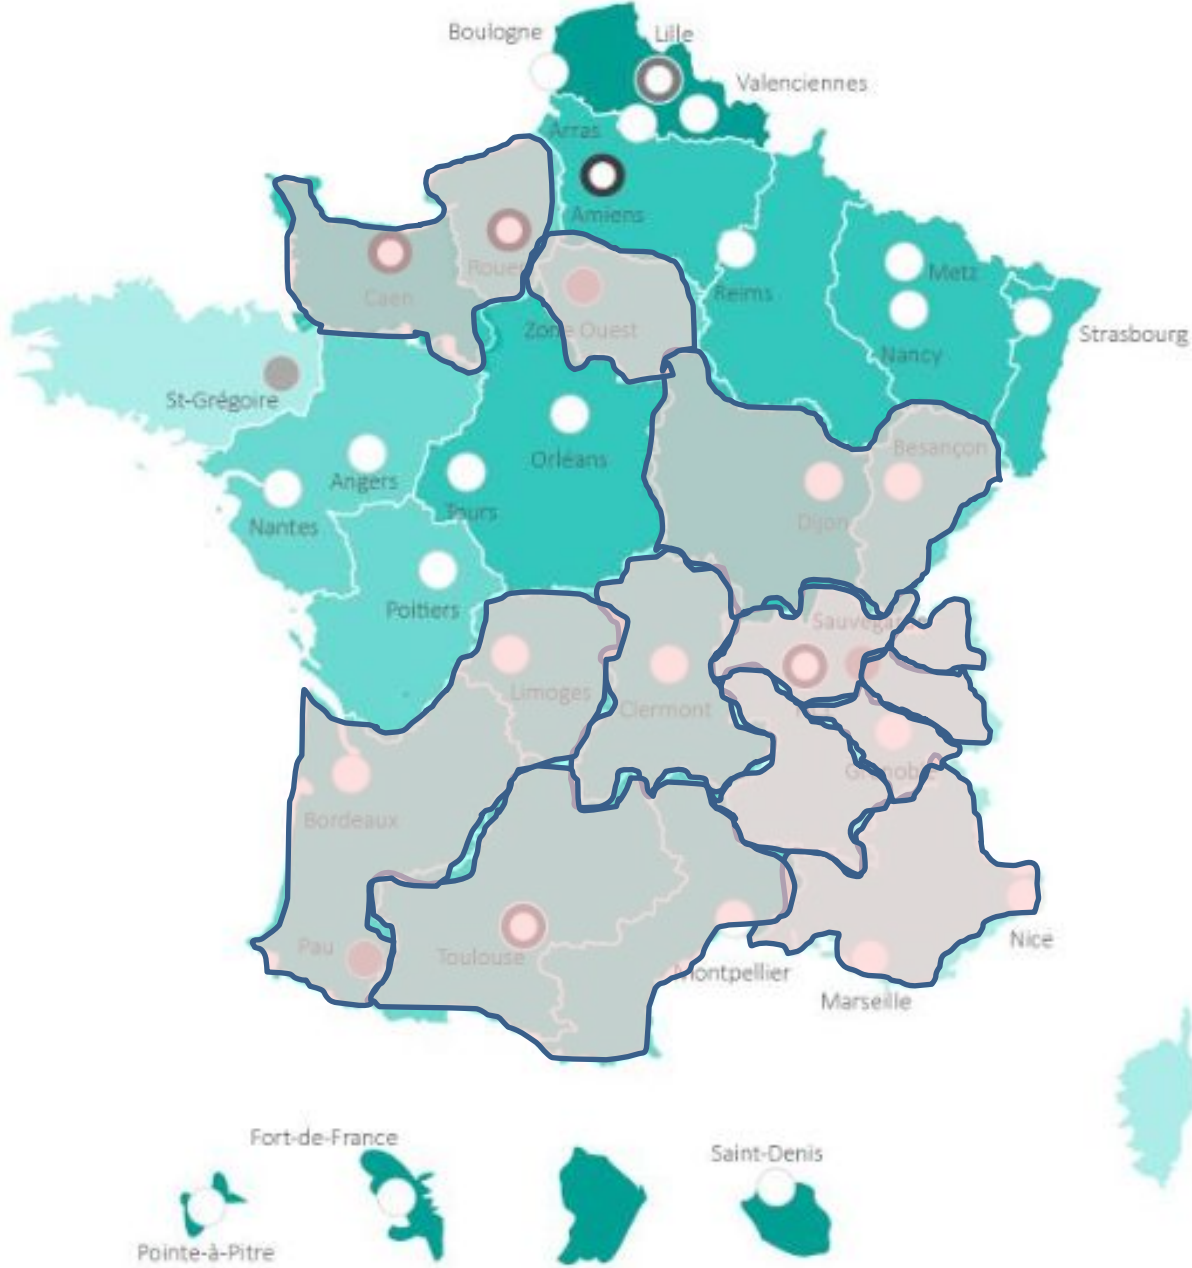 Boulogne
Lille
Valenciennes
Arras
Amiens
Rouen
Caen
Reims
Metz
Nancy
Strasbourg
Zone Ouest
St-Grégoire
Orléans
Angers
Tours
Nantes
Besançon
Dijon
Poitiers
Limoges
Clermont
Grenoble
Bordeaux
Pau
Toulouse
Montpellier
Marseille
Nice
Fort-de-France
Saint-Denis
Pointe-à-Pitre